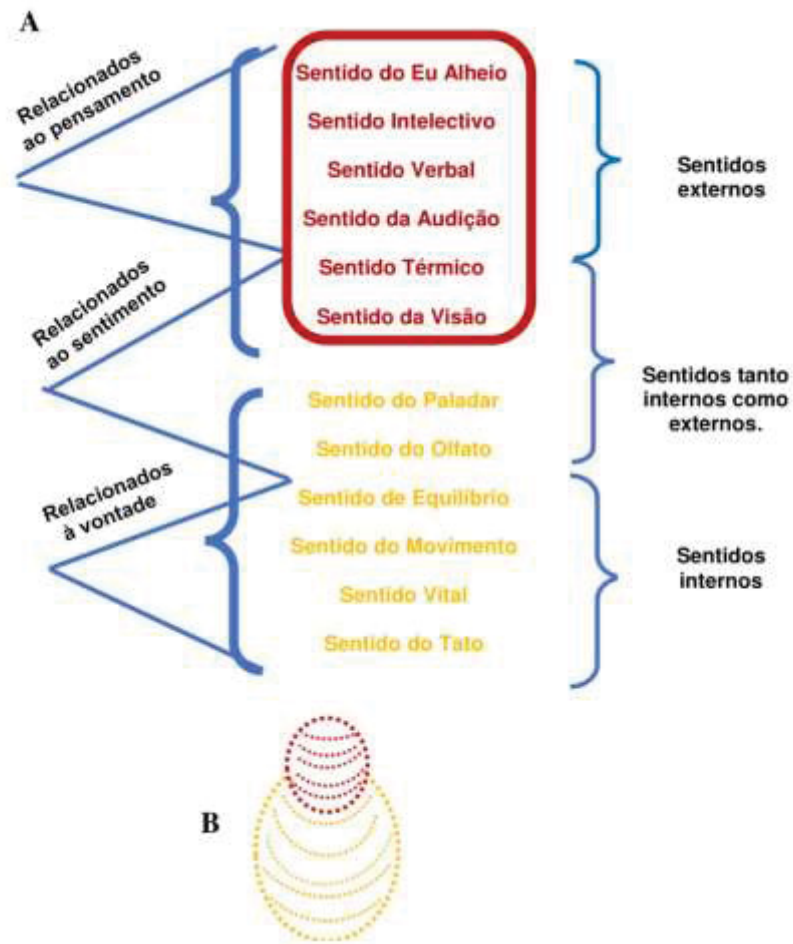 A
Relacionados
ao pensamento
Relacionados
ao sentimento
Relacionados
à vontade
Sentido do Eu Alheio
Sentido Intelectivo
Sentido Verbal
Sentido da Audição
Sentido Térmico
Sentido da Visão
Sentido do Paladar
Sentido do Olfato
Sentido de Equilíbrio
Sentido do Movimento
Sentido Vital
Sentido do Tato
Sentidos
externos
Sentidos tanto
internos como
externos.
Sentidos
internos
B